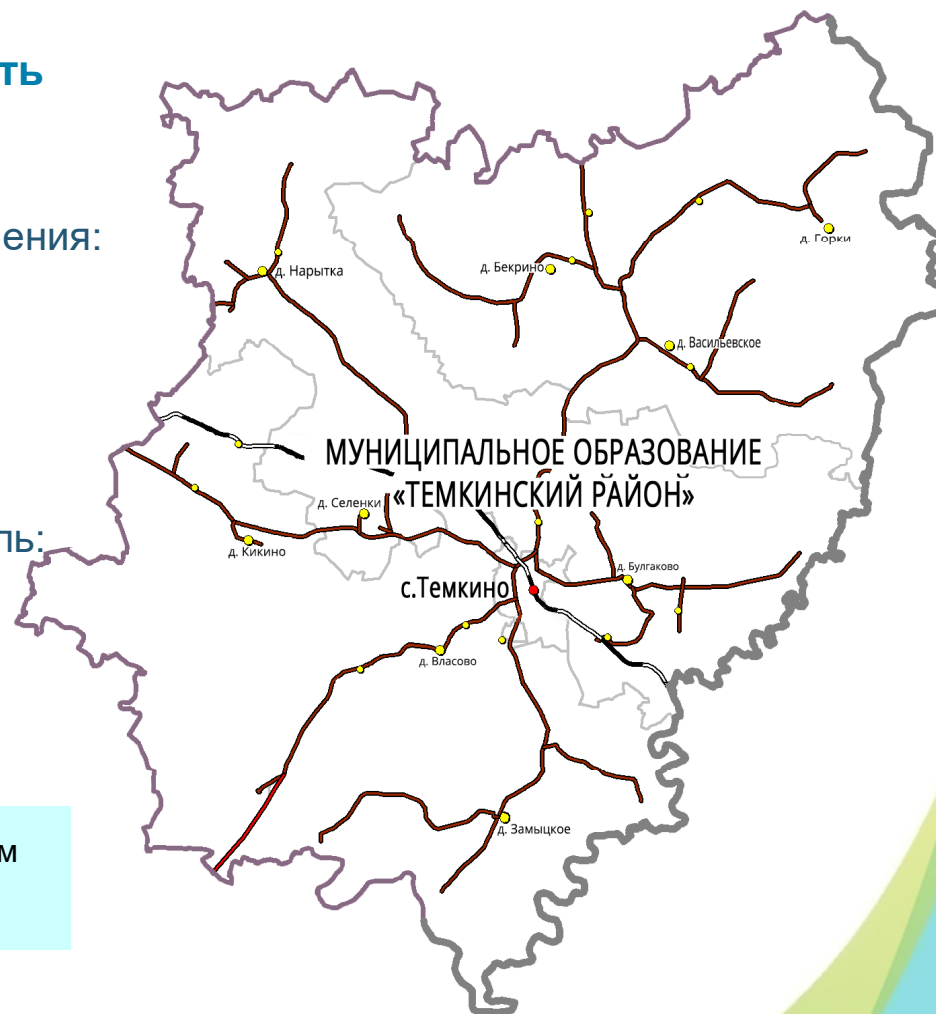 ть
ения:
ль:
м
д. Горки
д. Бекрино
д. Нарытка
д. Васильевское
МУНИЦИПАЛЬНОЕ ОБРАЗОВАНИЕ
«ТЕМКИНСКИЙ РАЙОН»
д. Селенки
д. Кикино
д. Булгаково
с.Темкино
д. Власово
д. Замыцкое